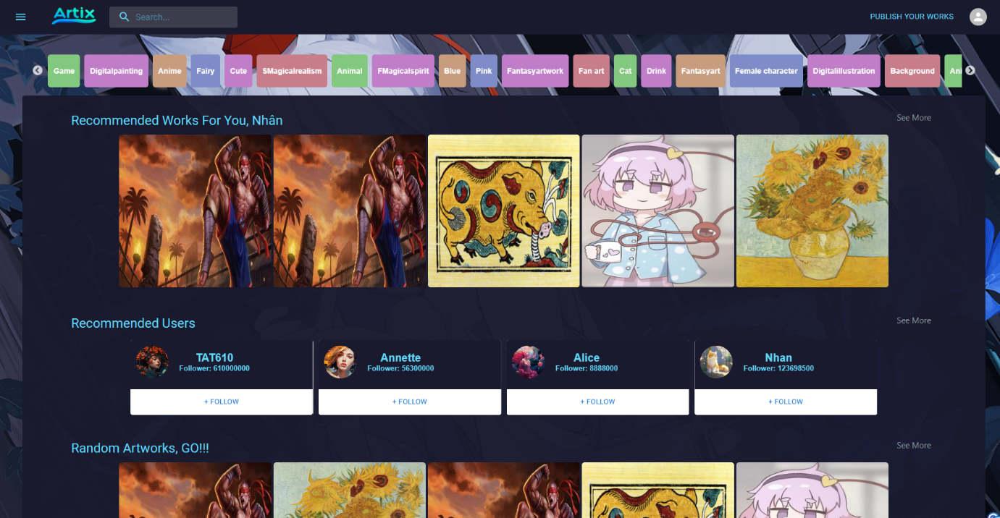 Artix
Search...
PUBLISH YOUR WORKS
Game Digitalpainting Anime Fairy Cute SMagicalrealism Animal FMagicalspirit Blue Pink Fantasyartwork Fan art Cat Drink Fantasyart Female character Digitalillustration Background Ani
Recommended Works For You, Nhân
See More
Recommended Users
See More
TAT610 Annette Alice Nhan
Follower: 610000000 Follower: 56300000 Follower: 8888000 Follower: 123698500
+ FOLLOW + FOLLOW + FOLLOW + FOLLOW
Random Artworks, GO!!!
See More